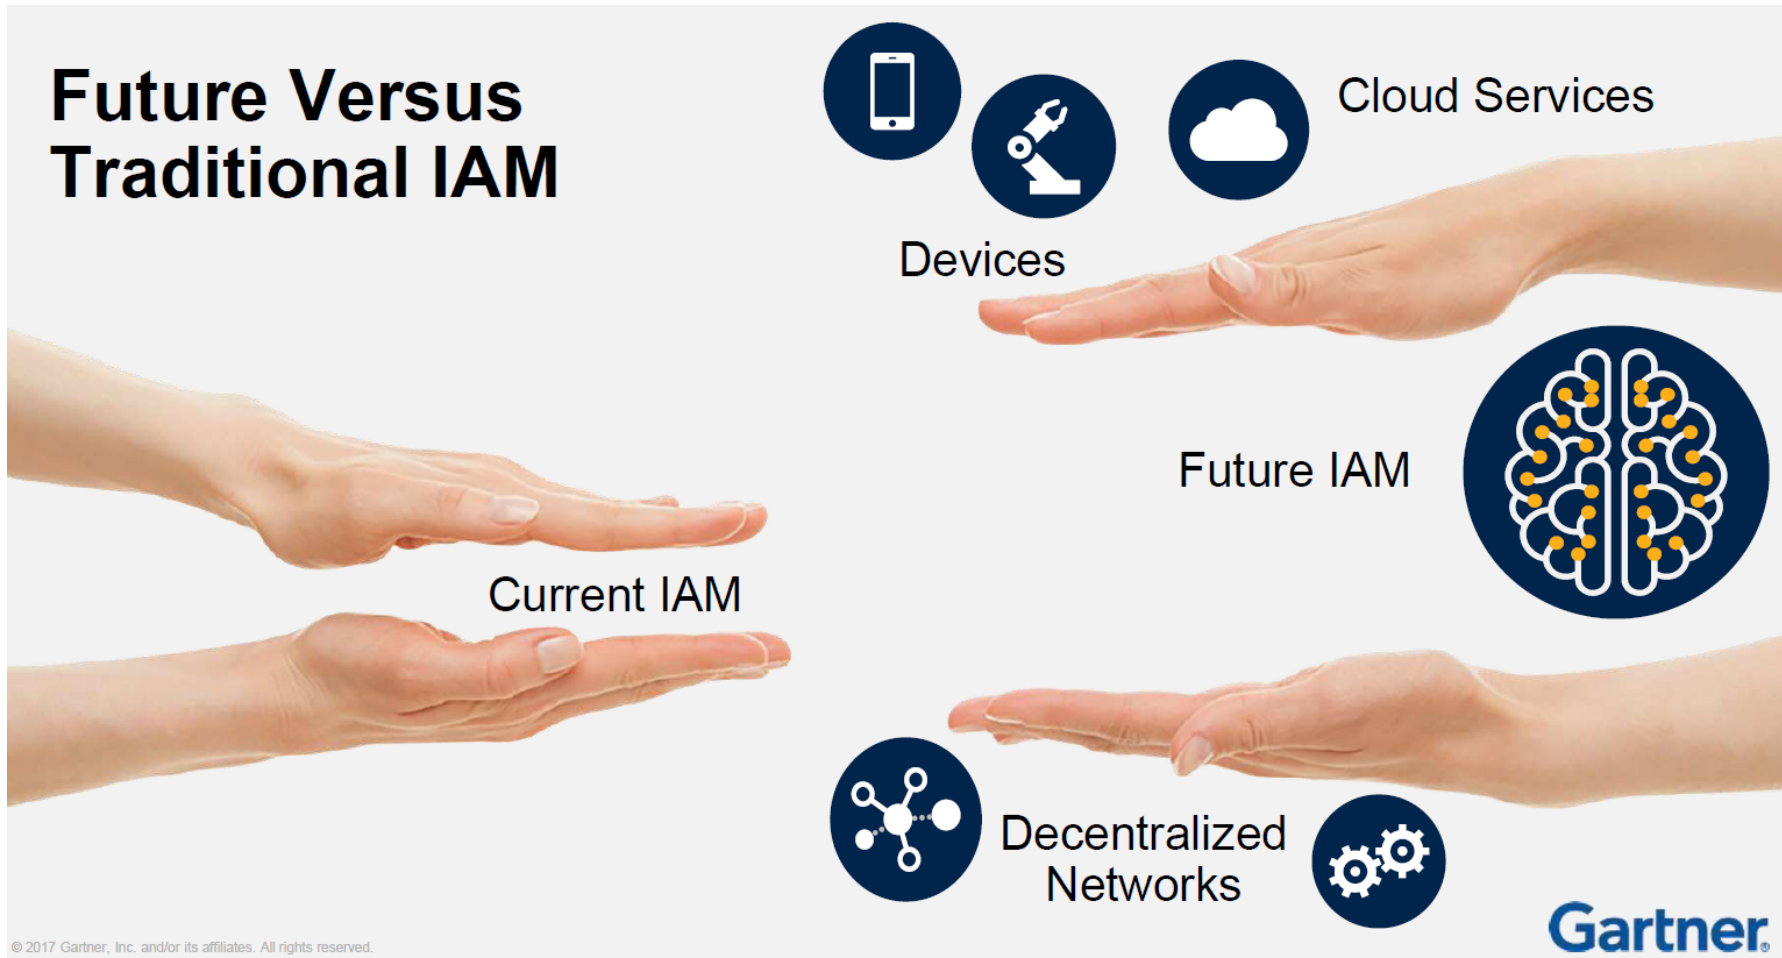 Future Versus
Traditional IAM
Cloud Services
Devices
Future IAM
Current IAM
Decentralized
Networks
© 2017 Gartner, Inc. and/or its affiliates. All rights reserved.
Gartner®